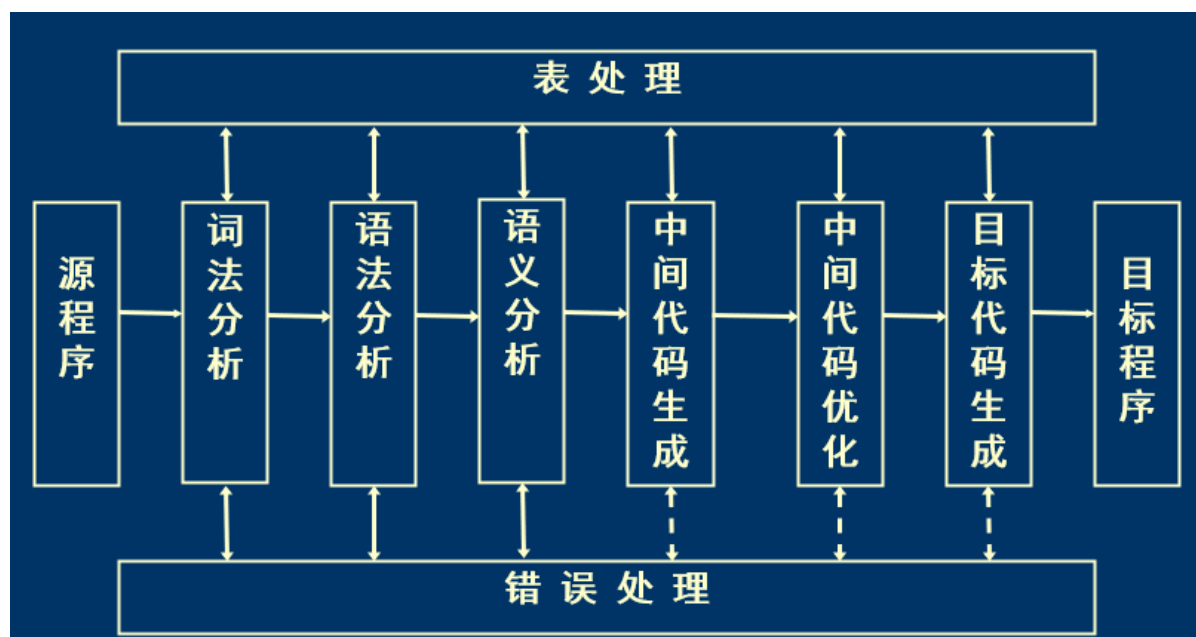 表处理
源程序
词法分析
语法分析
语义分析
中间代码生成
中间代码优化
目标代码生成
目标程序
错误处理